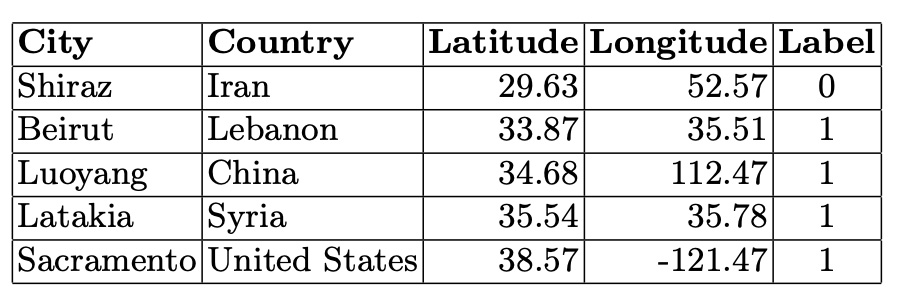 City Country Latitude Longitude Label
Shiraz Iran 29.63 52.57 0
Beirut Lebanon 33.87 35.51 1
Luoyang China 34.68 112.47 1
Latakia Syria 35.54 35.78 1
Sacramento United States 38.57 -121.47 1